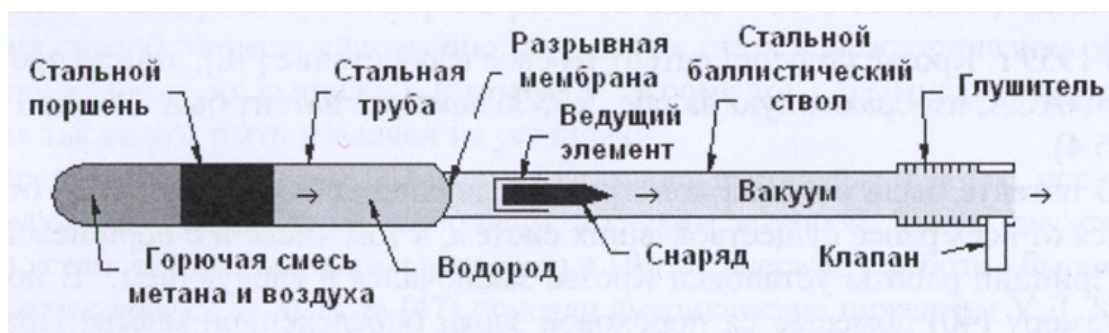 Стальной
поршень
Стальная
труба
Разрывная
мембрана
Ведущий
элемент
Стальной
баллистический
ствол
Глушитель
Вакуум
Горючая смесь
метана и воздуха
Водород
Снаряд
Клапан